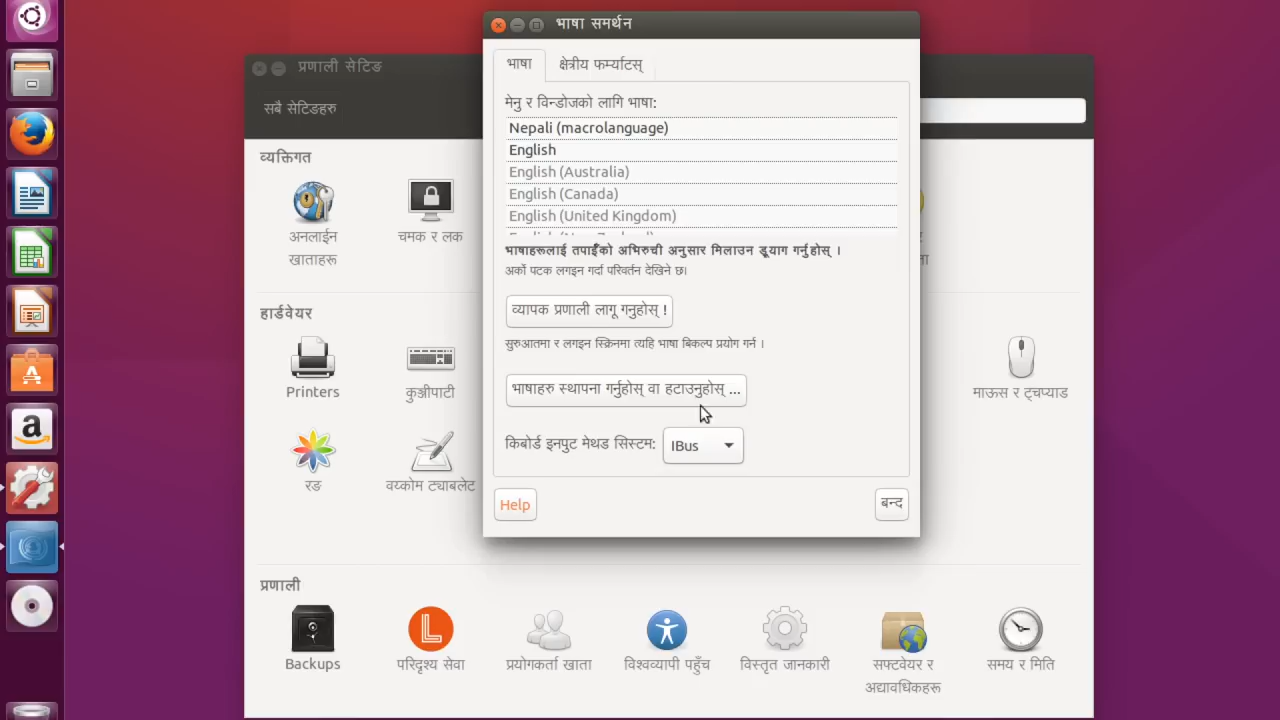 भाषा समर्थन
प्रणाली सेटिङ
सबै सेटिङहरु
भाषा
क्षेत्रीय फर्म्याटस्
मेनु र विन्डोजको लागि भाषा:
Nepali (macrolanguage)
English
English (Australia)
English (Canada)
English (United Kingdom)
भाषाहरूलाई तपाईँको अभिरुची अनुसार मिलाउन ड्र्याग गर्नुहोस् ।
अर्को पटक लगइन गर्दा परिवर्तन देखिने छ।
व्यापक प्रणाली लागू गनुहोस् !
सुरुआतमा र लगइन स्क्रिनमा त्यहि भाषा बिकल्प प्रयोग गर्न ।
भाषाहरु स्थापना गर्नुहोस् वा हटाउनुहोस् ...
किबोर्ड इनपुट मेथड सिस्टम:
IBus
Help
बन्द
व्यक्तिगत
अनलाईन
खाताहरू
चमक र लक
हार्डवेयर
Printers
कुञ्जीपाटी
माऊस र ट्चप्याड
रङ
वय्कोम ट्याबलेट
प्रणाली
Backups
परिदृश्य सेवा
प्रयोगकर्ता खाता
विश्वव्यापी पहुँच
विस्तृत जानकारी
सफ्टवेयर र
अद्यावधिकहरू
समय र मिति